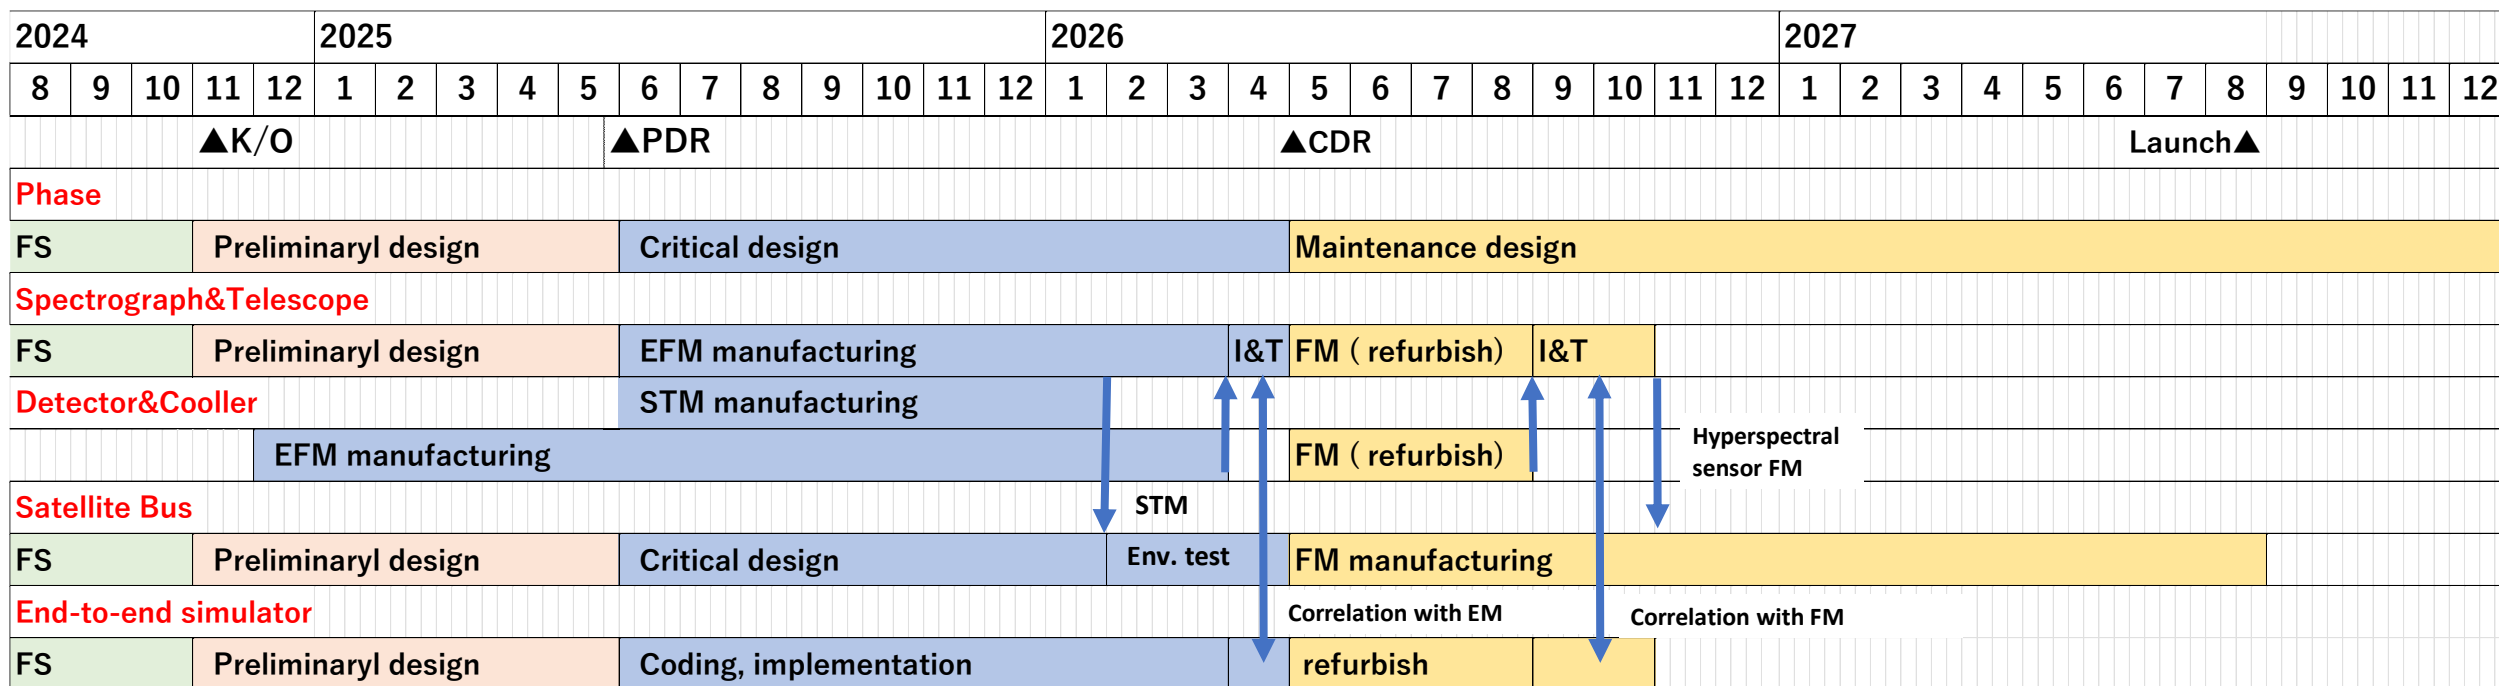 2024 2025 2026 2027
8 9 10 11 12 1 2 3 4 5 6 7 8 9 10 11 12 1 2 3 4 5 6 7 8 9 10 11 12 1 2 3 4 5 6 7 8 9 10 11 12
▲K/O ▲PDR ▲CDR Launch▲
Phase
FS Preliminaryl design Critical design Maintenance design
Spectrograph&Telescope
FS Preliminaryl design EFM manufacturing I&T FM ( refurbish) I&T
Detector&Cooller STM manufacturing
EFM manufacturing FM ( refurbish) Hyperspectral
sensor FM
Satellite Bus STM
FS Preliminaryl design Critical design Env. test FM manufacturing
End-to-end simulator Correlation with EM Correlation with FM
FS Preliminaryl design Coding, implementation refurbish